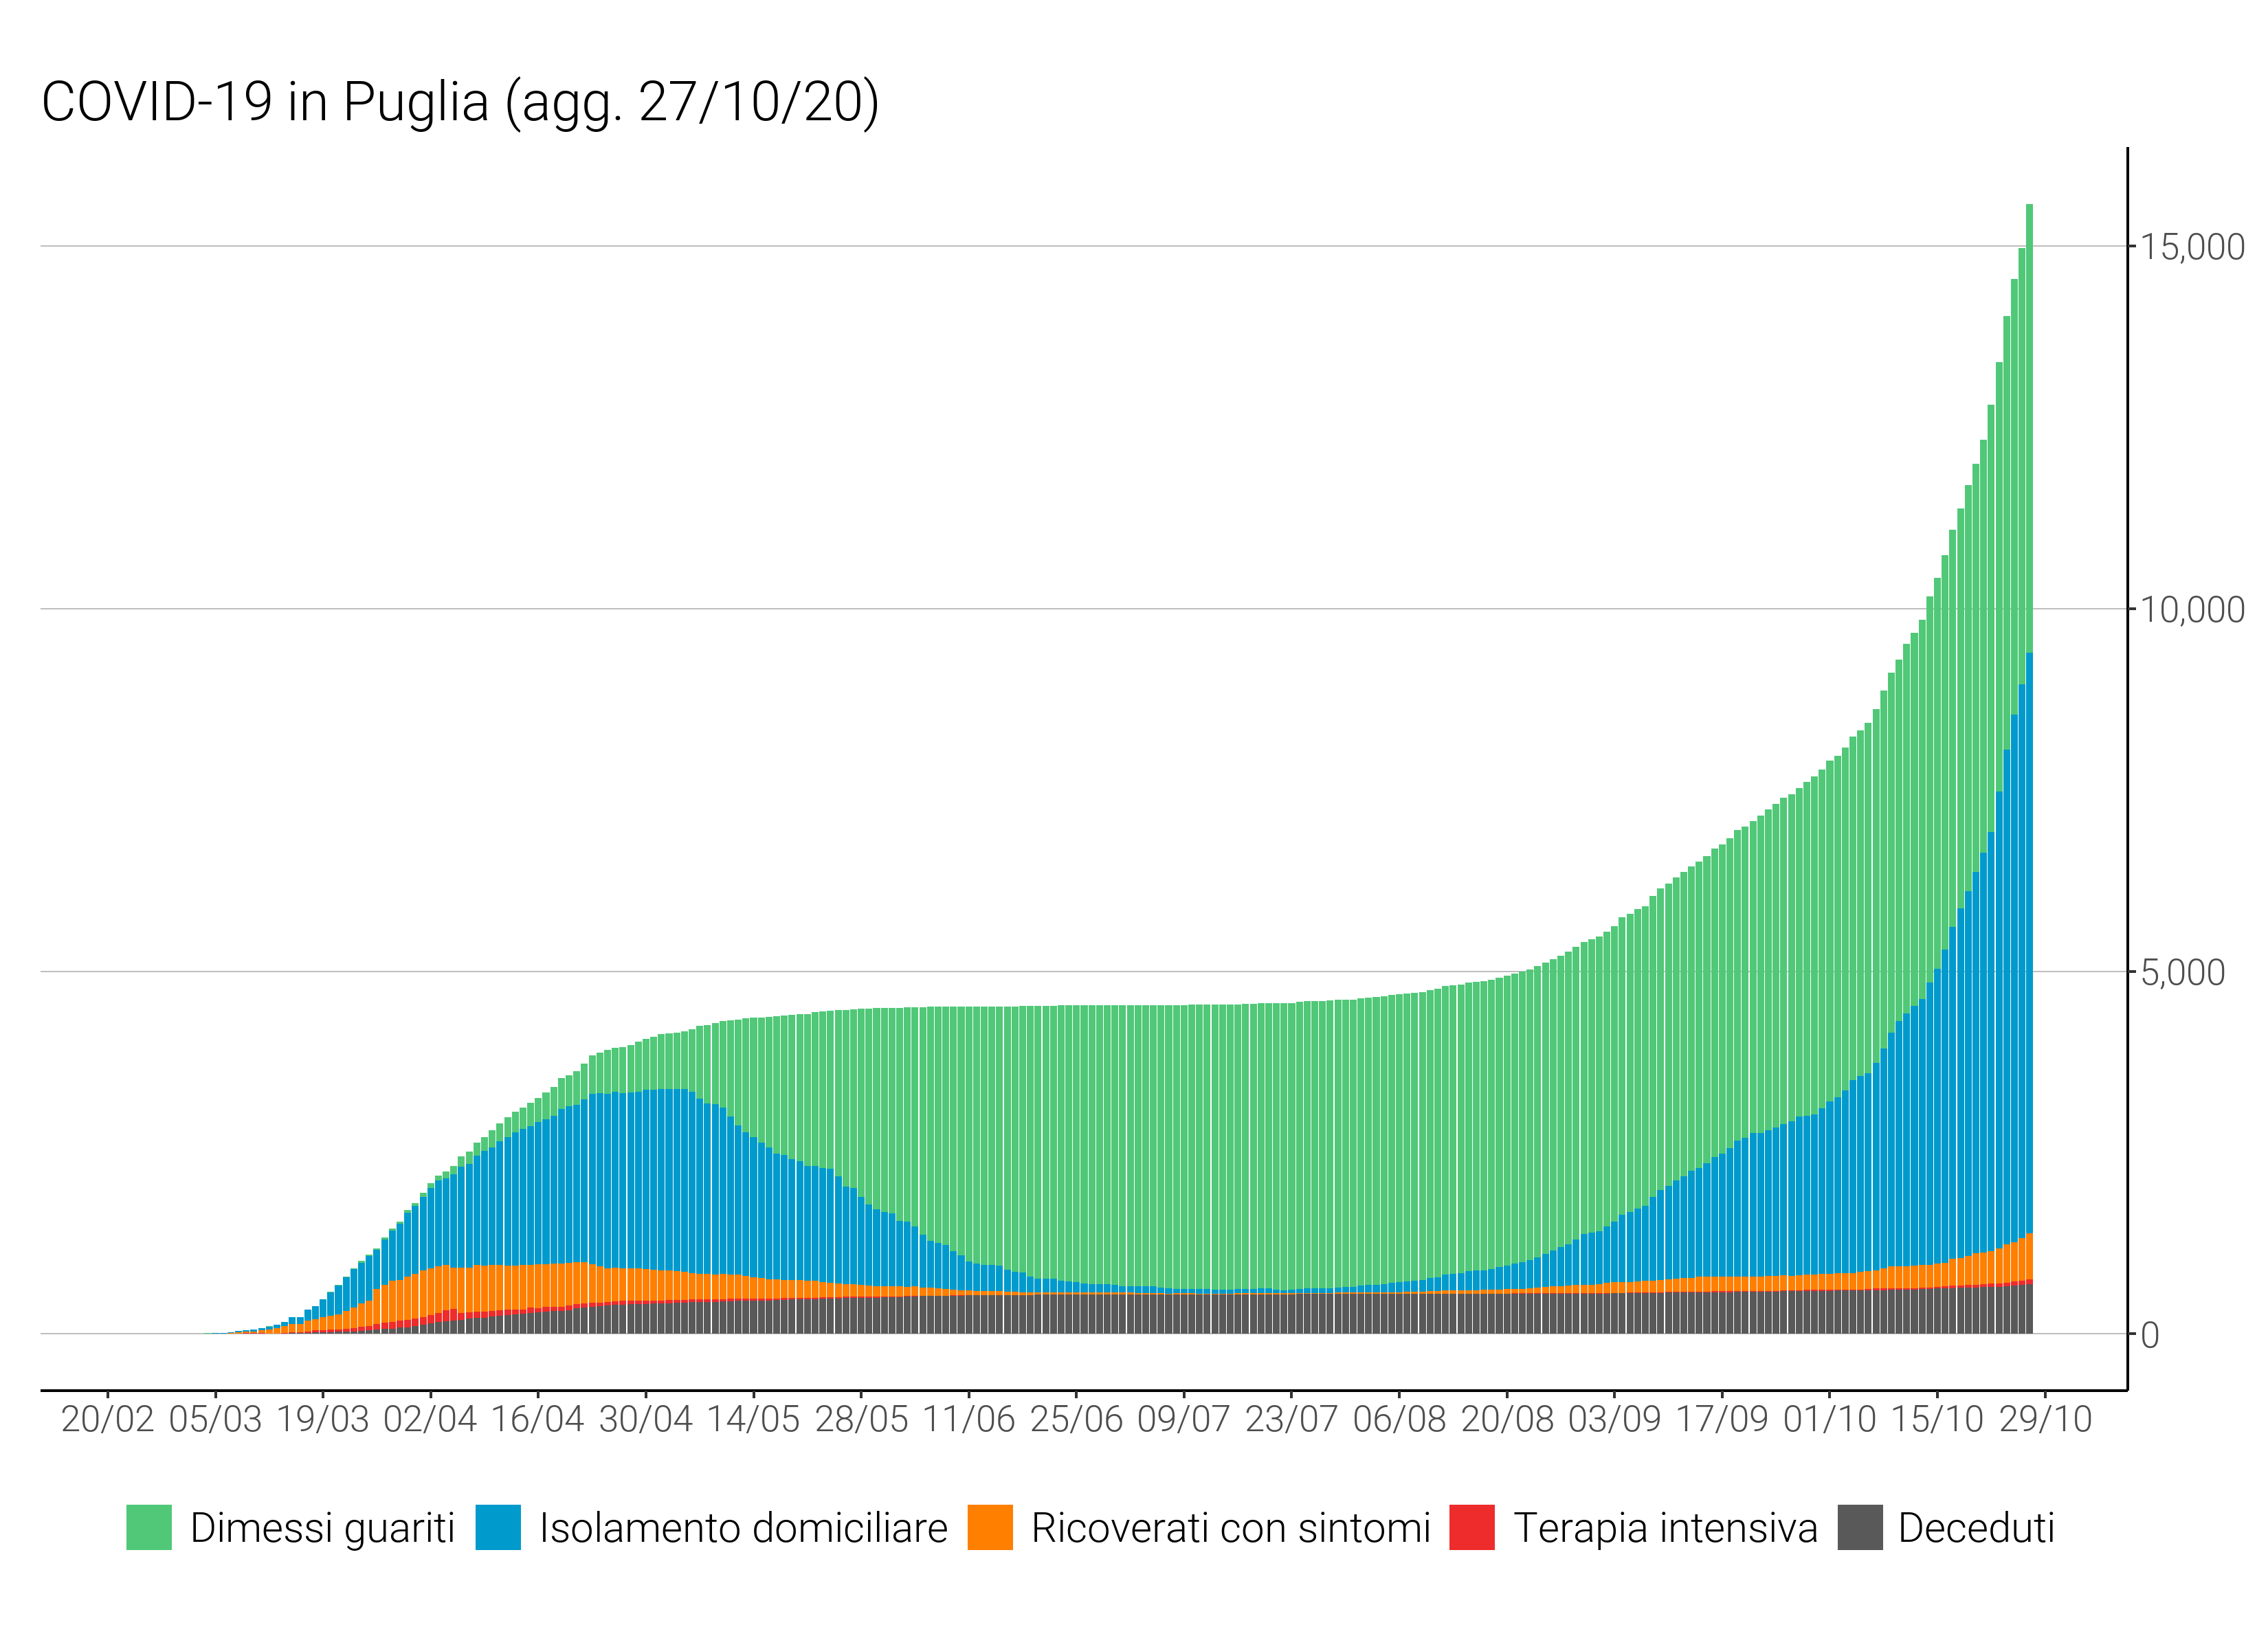 COVID-19 in Puglia (agg. 27/10/20)
15,000
10,000
5,000
0
20/02 05/03 19/03 02/04 16/04 30/04 14/05 28/05 11/06 25/06 09/07 23/07 06/08 20/08 03/09 17/09 01/10 15/10 29/10
Dimessi guariti Isolamento domiciliare Ricoverati con sintomi Terapia intensiva Deceduti